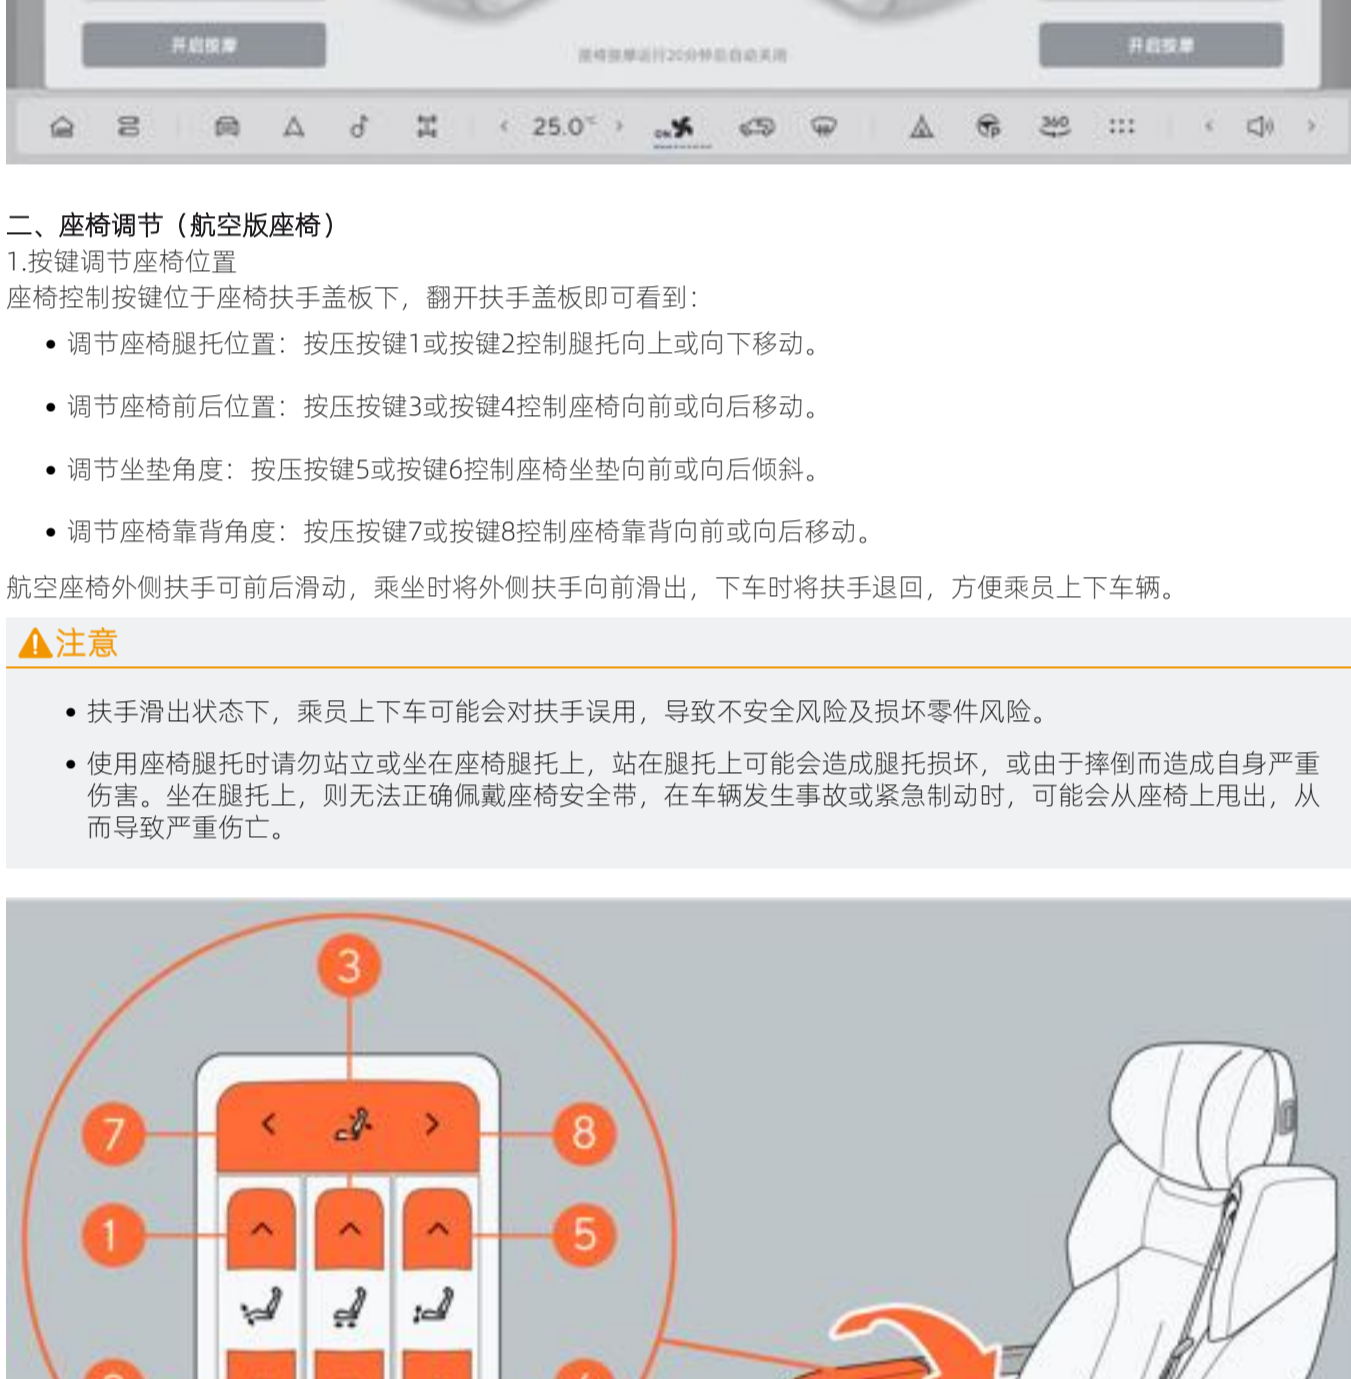 开启按摩
座椅按摩运行20分钟后自动关闭
开启按摩
25.0℃
ON
360
二、座椅调节（航空版座椅）
1.按键调节座椅位置
座椅控制按键位于座椅扶手盖板下，翻开扶手盖板即可看到：
• 调节座椅腿托位置：按压按键1或按键2控制腿托向上或向下移动。
• 调节座椅前后位置：按压按键3或按键4控制座椅向前或向后移动。
• 调节坐垫角度：按压按键5或按键6控制座椅坐垫向前或向后倾斜。
• 调节座椅靠背角度：按压按键7或按键8控制座椅靠背向前或向后移动。
航空座椅外侧扶手可前后滑动，乘坐时将外侧扶手向前滑出，下车时将扶手退回，方便乘员上下车辆。
注意
• 扶手滑出状态下，乘员上下车可能会对扶手误用，导致不安全风险及损坏零件风险。
• 使用座椅腿托时请勿站立或坐在座椅腿托上，站在腿托上可能会造成腿托损坏，或由于摔倒而造成自身严重
伤害。坐在腿托上，则无法正确佩戴座椅安全带，在车辆发生事故或紧急制动时，可能会从座椅上甩出，从
而导致严重伤亡。
3
7
8
1
5